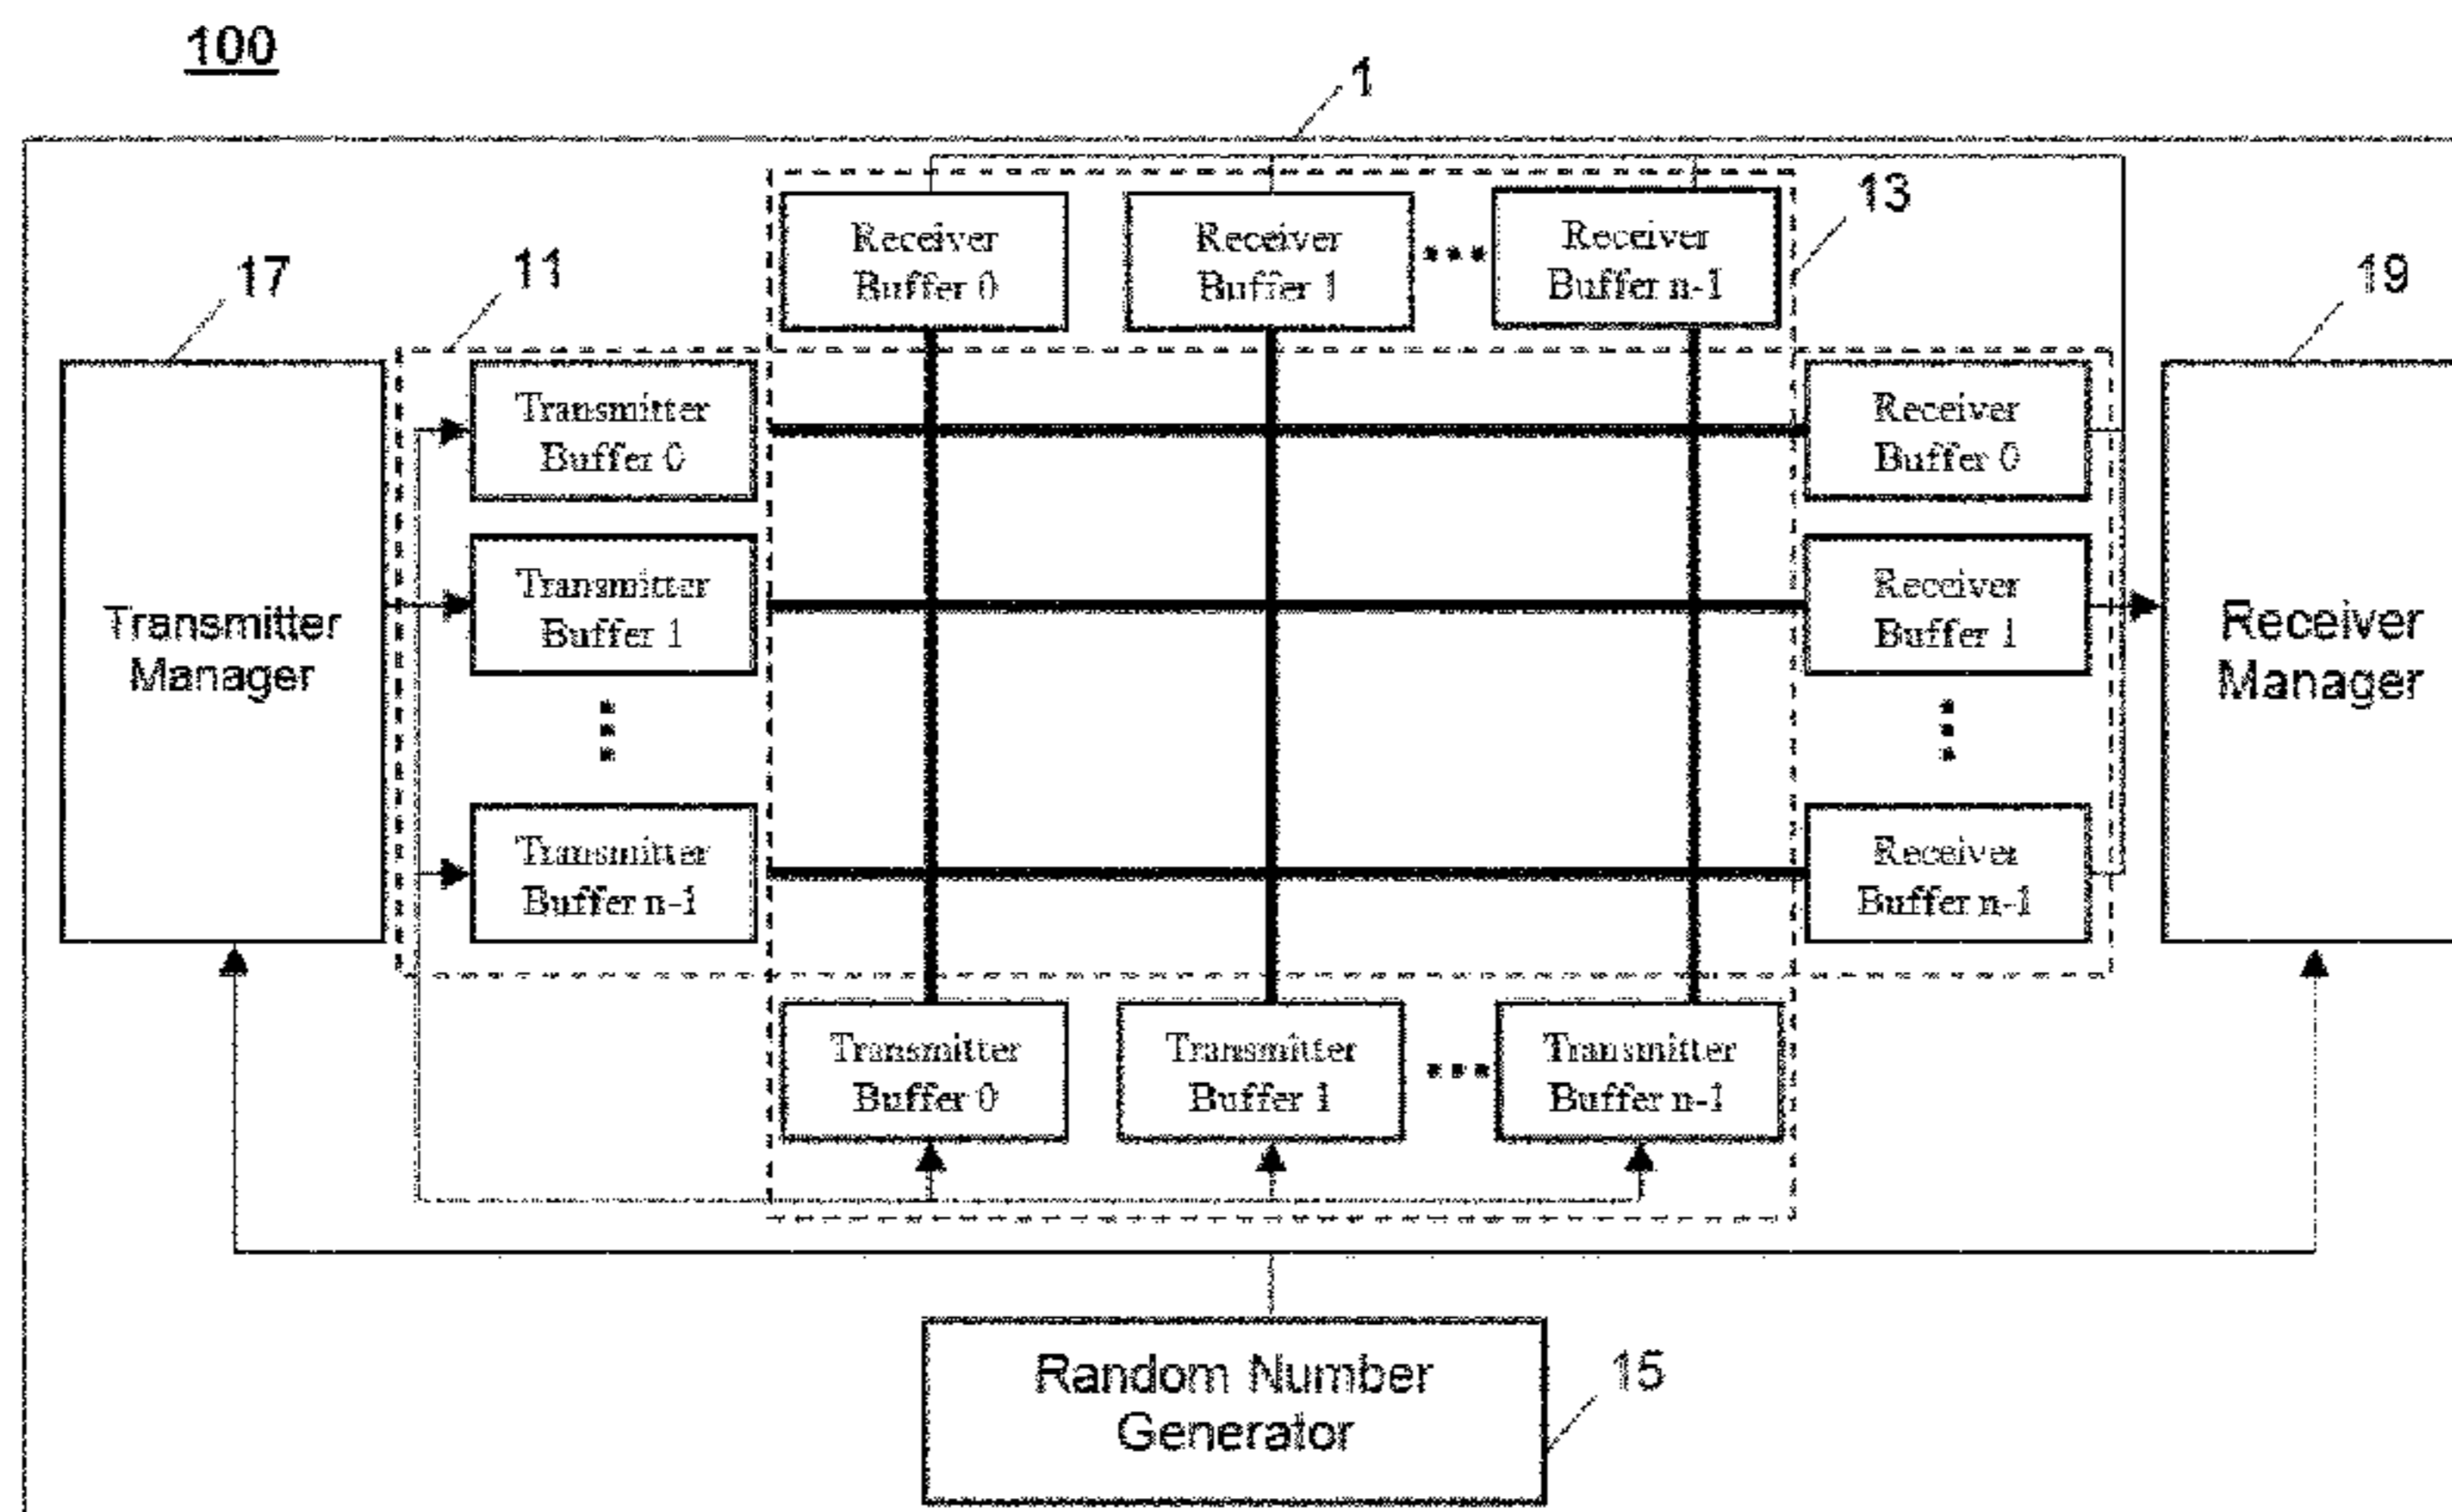 100
1
13
Receiver
Buffer 0
Receiver
Buffer 1
Receiver
Buffer n-1
17
11
19
Transmitter
Manager
Transmitter
Buffer 0
Receiver
Buffer 0
Transmitter
Buffer 1
Receiver
Buffer 1
Receiver
Manager
Transmitter
Buffer n-1
Receiver
Buffer n-1
Transmitter
Buffer 0
Transmitter
Buffer 1
Transmitter
Buffer n-1
Random Number
Generator
15